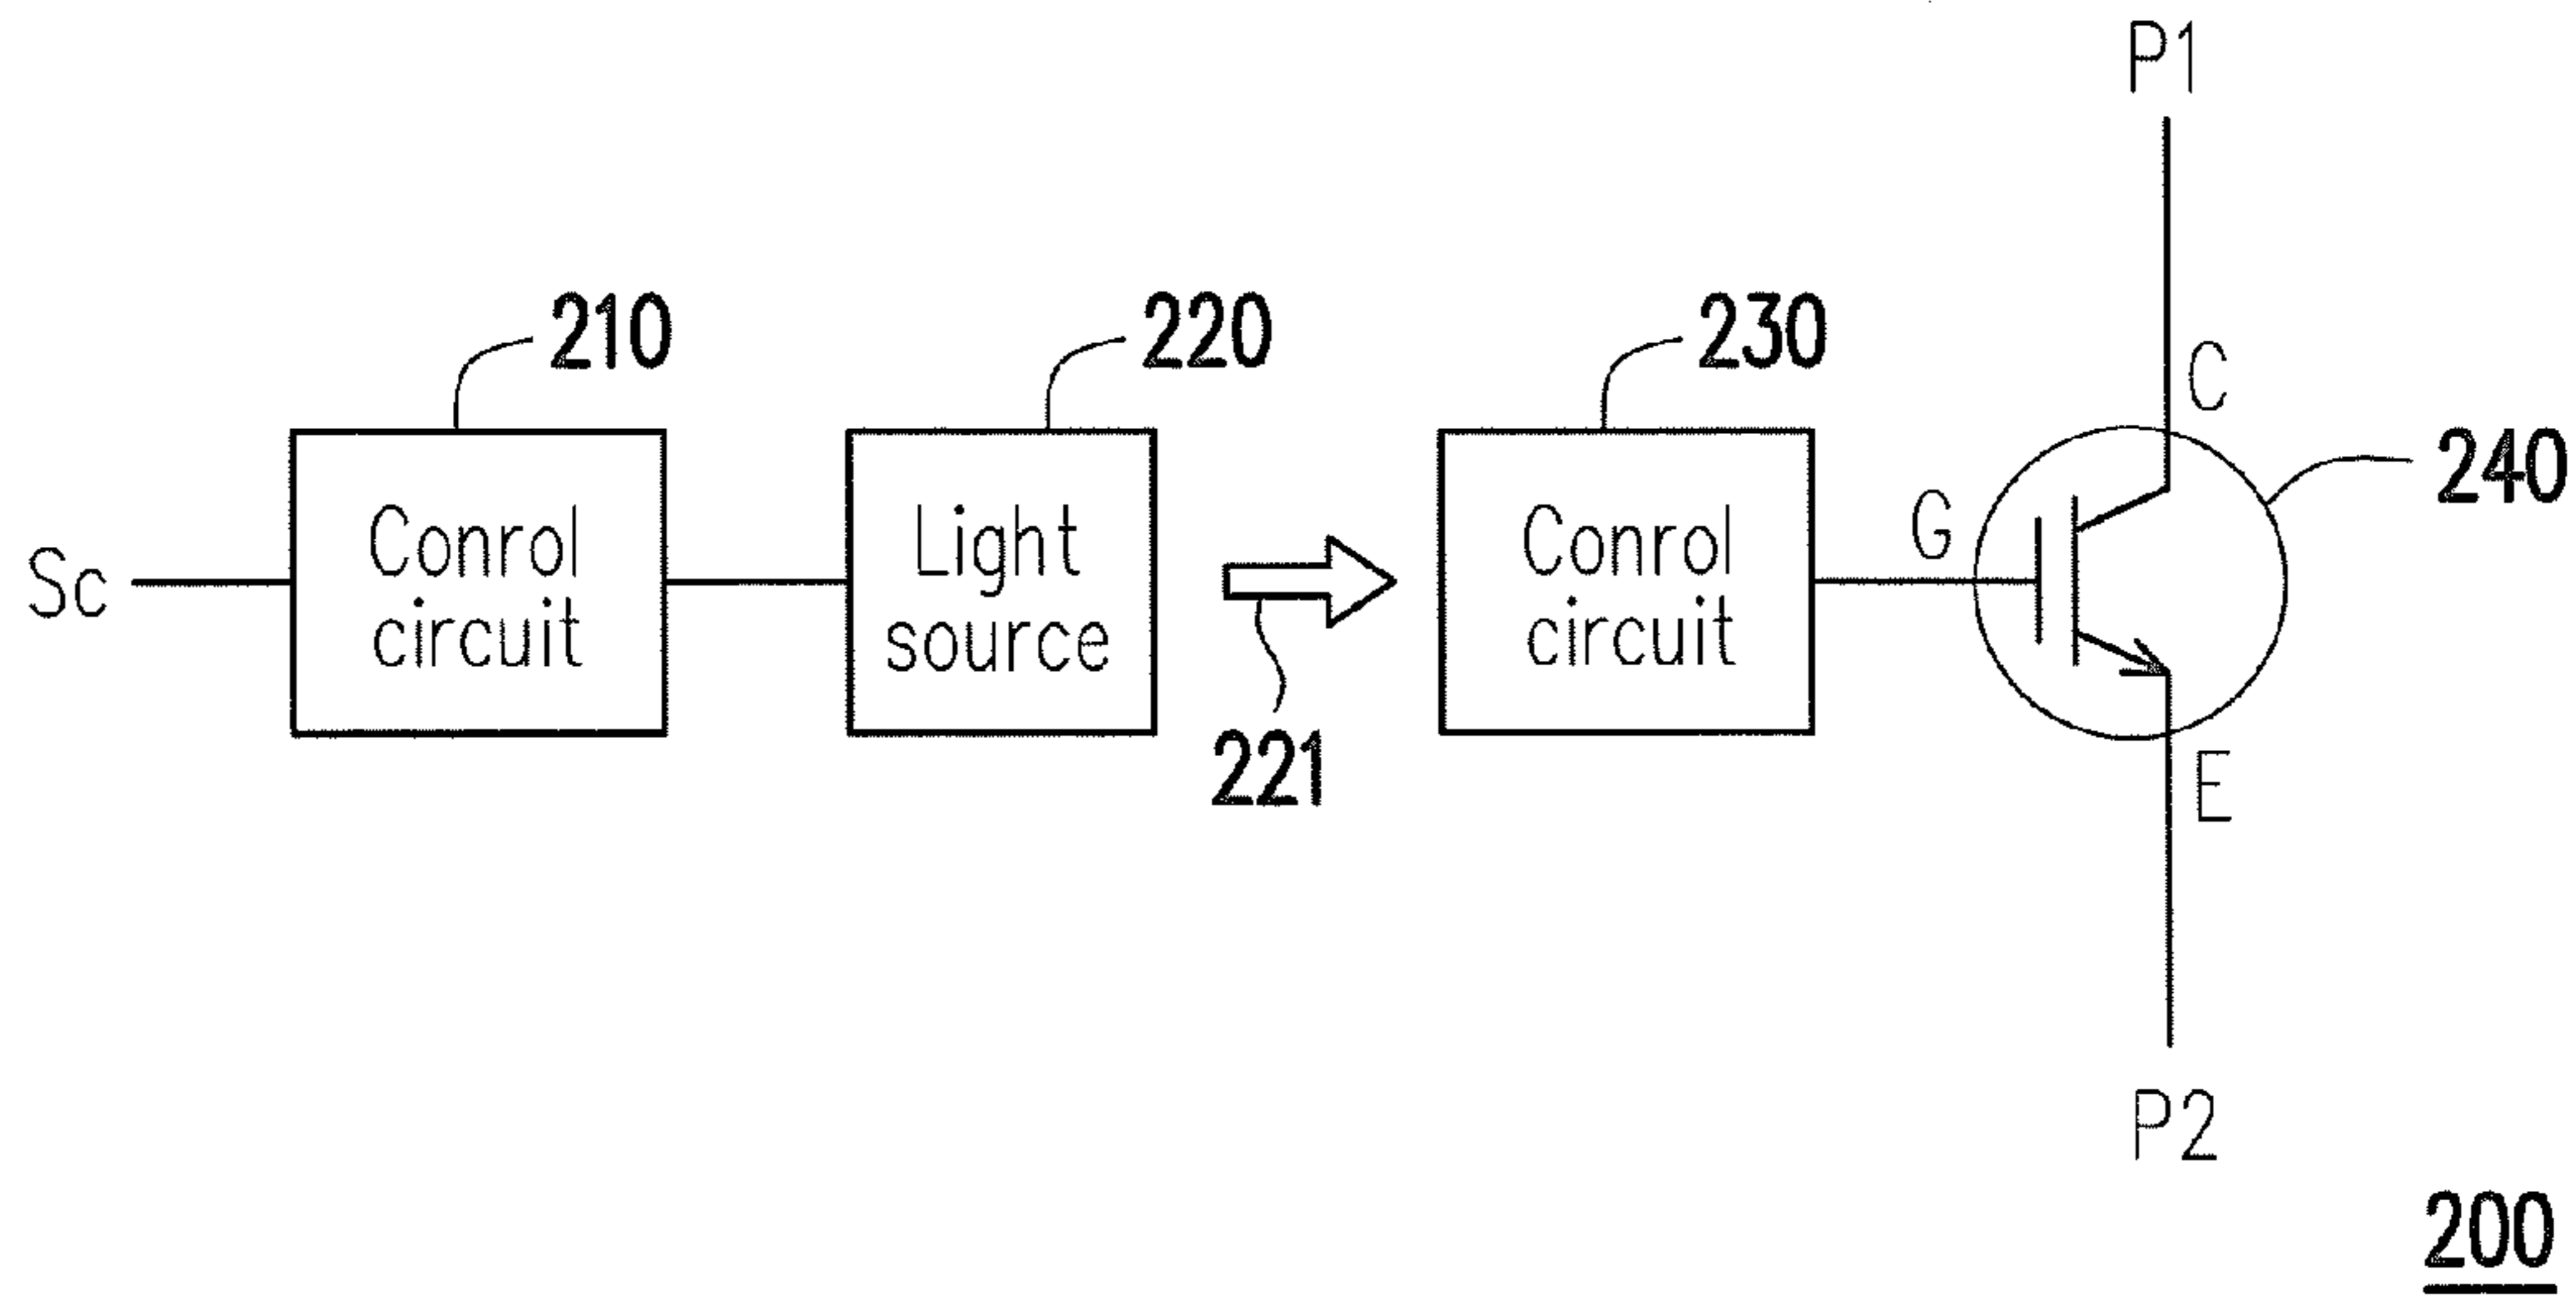 P1
210
220
230
C
240
Sc
Conrol
circuit
Light
source
221
Conrol
circuit
G
E
P2
200